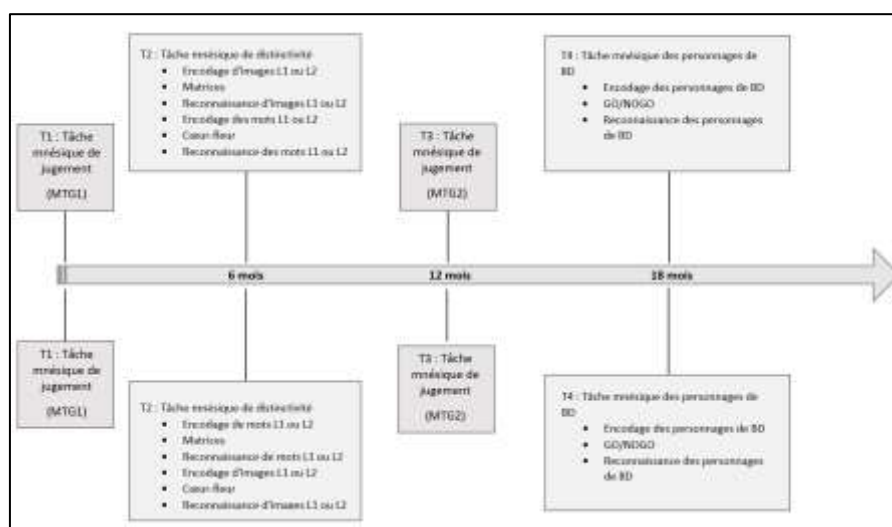 T2 : Tâche mnésique de distinctivité
Encodage d'Images L1 ou L2
Matrices
Reconnaissance d'Images L1 ou L2
Encodage des mots L1 ou L2
Cœur-fleur
Reconnaissance des mots L1 ou L2
T4 : Tâche mnésique des personnages de
BD
Encodage des personnages de BD
GO/NOGO
Reconnaissance des personnages
de BD
T1 : Tâche
mnésique de
jugement
(MTG1)
T3 : Tâche
mnésique de
jugement
(MTG2)
6 mois
12 mois
18 mois
T1 : Tâche
mnésique de
jugement
(MTG1)
T3 : Tâche
mnésique de
jugement
(MTG2)
T2 : Tâche mnésique de distinctivité
Encodage de mots L1 ou L2
Matrices
Reconnaissance de mots L1 ou L2
Encodage d'Images L1 ou L2
Cœur-fleur
Reconnaissance d'Images L1 ou L2
T4 : Tâche mnésique des personnages de
BD
Encodage des personnages de BD
GO/NOGO
Reconnaissance des personnages
de BD